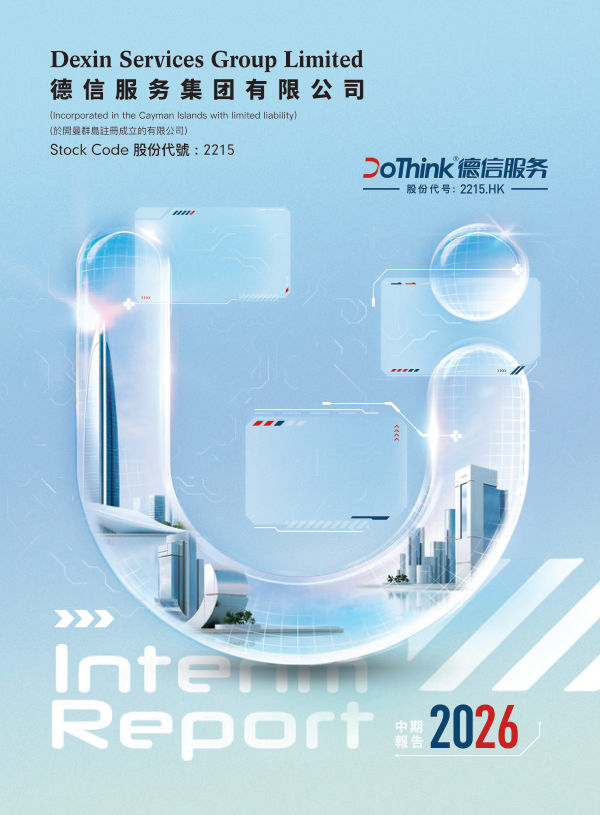 Dexin Services Group Limited
德信服务集团有限公司
(Incorporated in the Cayman Islands with limited liability)
(於開曼群島註冊成立的有限公司)
Stock Code 股份代號：2215
DoThink®德信服务
股份代号：2215.HK
Interim
Report
中期
報告
2026